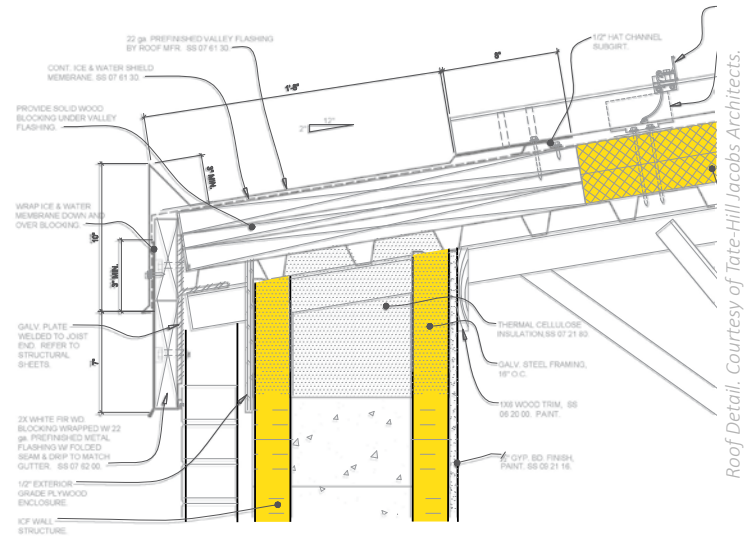 22 ga. PREFINISHED VALLEY FLASHING
BY ROOF MFR. SS 07 61 30.
1/2" HAT CHANNEL
SUBGIRT.
CONT. ICE & WATER SHIELD
MEMBRANE. SS 07 61 30
8"
1'-8"
PROVIDE SOLID WOOD
BLOCKING UNDER VALLEY
FLASHING.
12"
2"
3" MIN.
WRAP ICE & WATER
MEMBRANE DOWN AND
OVER BLOCKING.
10"
3" MIN.
GALV. PLATE
WELDED TO JOIST
END. REFER TO
STRUCTURAL
SHEETS.
7"
THERMAL CELLULOSE
INSULATION.SS 07 21 80.
GALV. STEEL FRAMING,
16" O.C.
1X8 WOOD TRIM, SS
06 20 00. PAINT.
2X WHITE FIR WD.
BLOCKING WRAPPED W/ 22
ga. PREFINISHED METAL
FLASHING W/ FOLDED
SEAM & DRIP TO MATCH
GUTTER. SS 07 62 00.
GYP. BD. FINISH,
PAINT. SS 09 21 16.
1/2" EXTERIOR
GRADE PLYWOOD
ENCLOSURE.
ICF WALL
STRUCTURE.
Roof Detail. Courtesy of Tate-Hill Jacobs Architects.